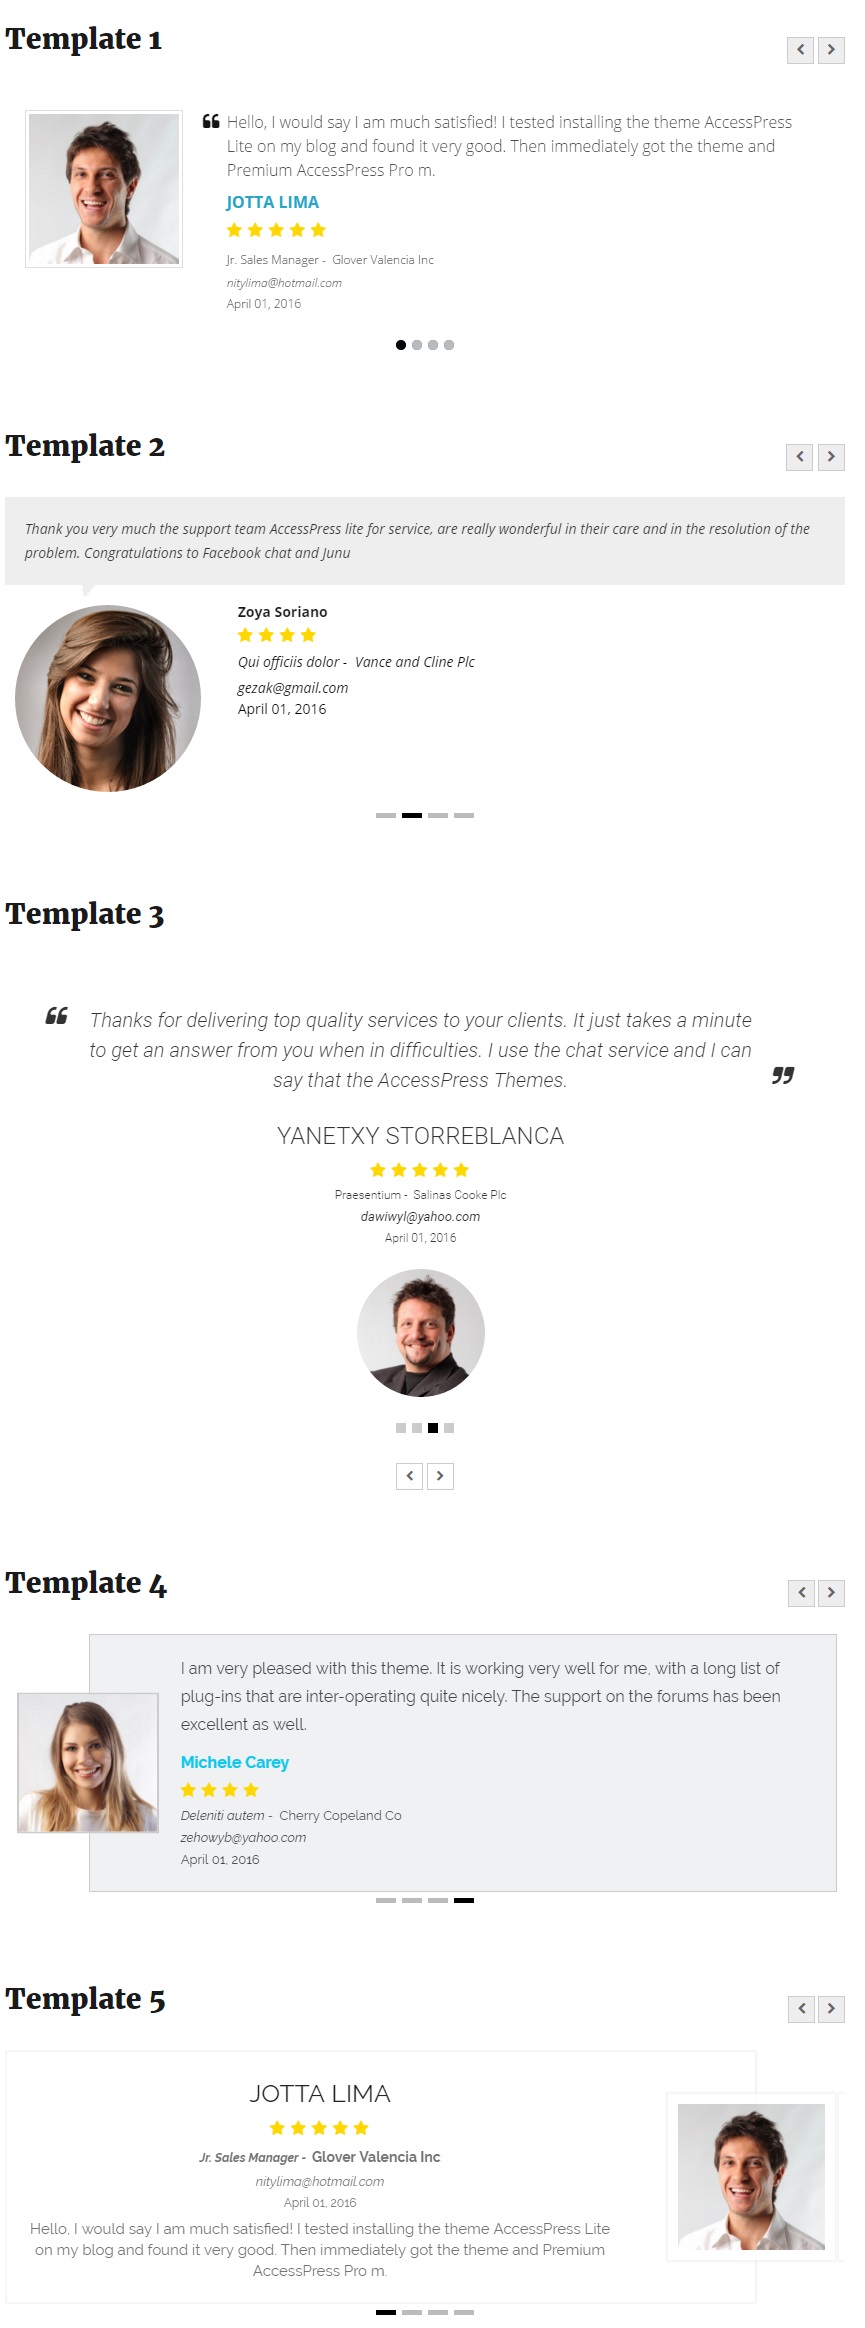 Template 1
“ Hello, I would say I am much satisfied! I tested installing the theme AccessPress
Lite on my blog and found it very good. Then immediately got the theme and
Premium AccessPress Pro m.
JOTTA LIMA
Jr. Sales Manager - Glover Valencia Inc
nitylima@hotmail.com
April 01, 2016
Template 2
Thank you very much the support team AccessPress lite for service, are really wonderful in their care and in the resolution of the
problem. Congratulations to Facebook chat and Junu
Zoya Soriano
Qui officiis dolor - Vance and Cline Plc
gezak@gmail.com
April 01, 2016
Template 3
“ Thanks for delivering top quality services to your clients. It just takes a minute
to get an answer from you when in difficulties. I use the chat service and I can
say that the AccessPress Themes. ”
YANETXY STORREBLANCA
Praesentium - Salinas Cooke Plc
dawiwyl@yahoo.com
April 01, 2016
Template 4
I am very pleased with this theme. It is working very well for me, with a long list of
plug-ins that are inter-operating quite nicely. The support on the forums has been
excellent as well.
Michele Carey
Deleniti autem - Cherry Copeland Co
zehowyb@yahoo.com
April 01, 2016
Template 5
JOTTA LIMA
Jr. Sales Manager - Glover Valencia Inc
nitylima@hotmail.com
April 01, 2016
Hello, I would say I am much satisfied! I tested installing the theme AccessPress Lite
on my blog and found it very good. Then immediately got the theme and Premium
AccessPress Pro m.